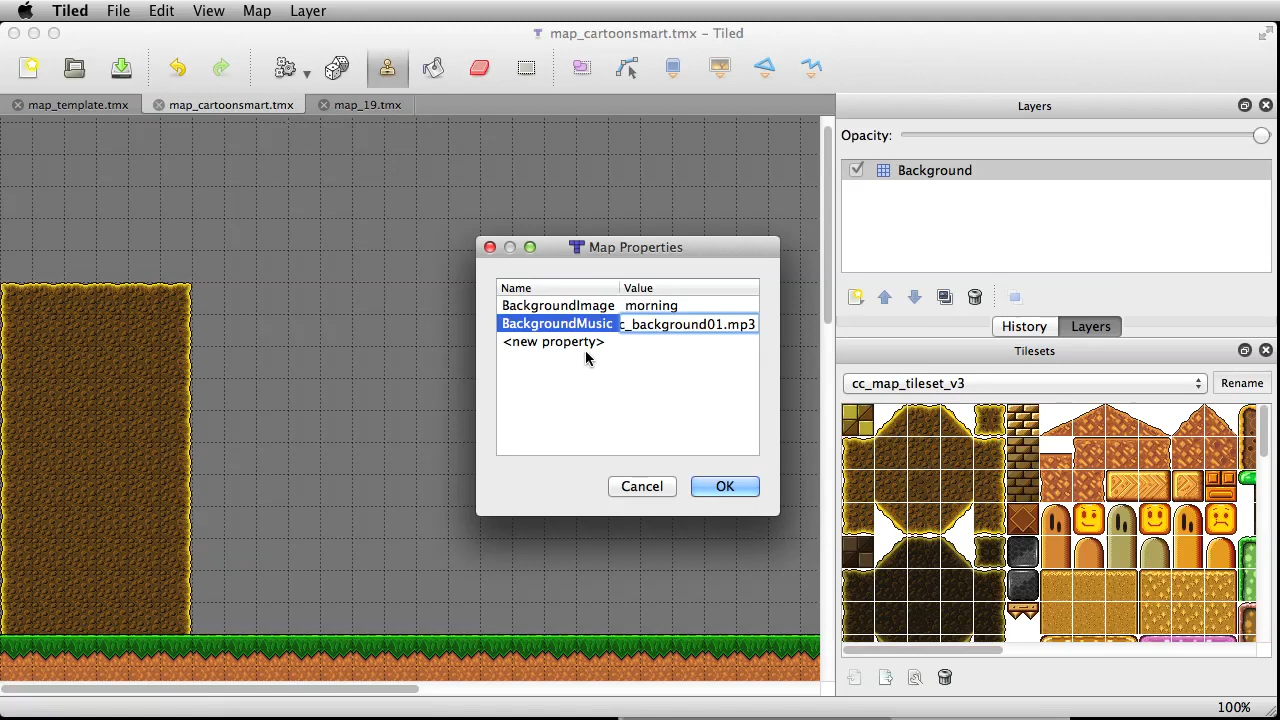 Tiled File Edit View Map Layer
map_cartoonsmart.tmx – Tiled
map_template.tmx map_cartoonsmart.tmx map_19.tmx
Layers
Opacity:
Background
History Layers
Tilesets
cc_map_tileset_v3 Rename
Map Properties
Name Value
BackgroundImage morning
BackgroundMusic c_background01.mp3
<new property>
Cancel OK
100%